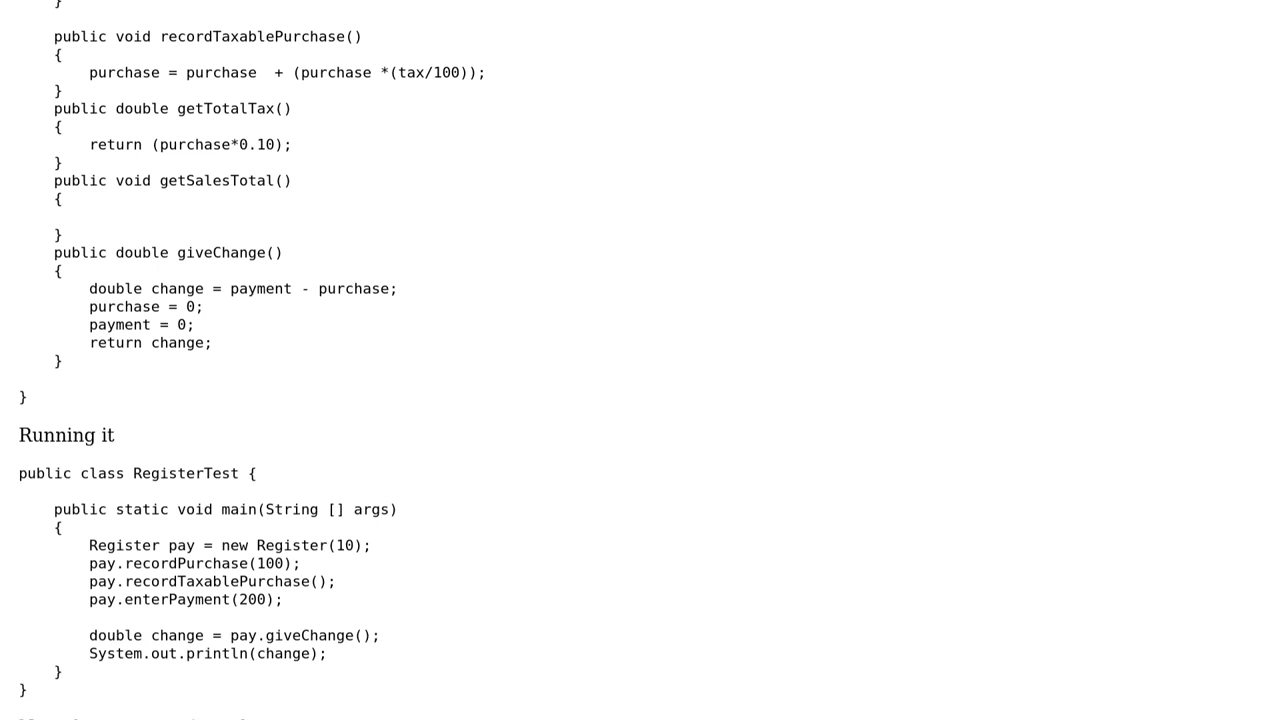 }
public void recordTaxablePurchase()
{
purchase = purchase  + (purchase *(tax/100));
}
public double getTotalTax()
{
return (purchase*0.10);
}
public void getSalesTotal()
{
}
public double giveChange()
{
double change = payment - purchase;
purchase = 0;
payment = 0;
return change;
}
}
Running it
public class RegisterTest {
public static void main(String [] args)
{
Register pay = new Register(10);
pay.recordPurchase(100);
pay.recordTaxablePurchase();
pay.enterPayment(200);
double change = pay.giveChange();
System.out.println(change);
}
}